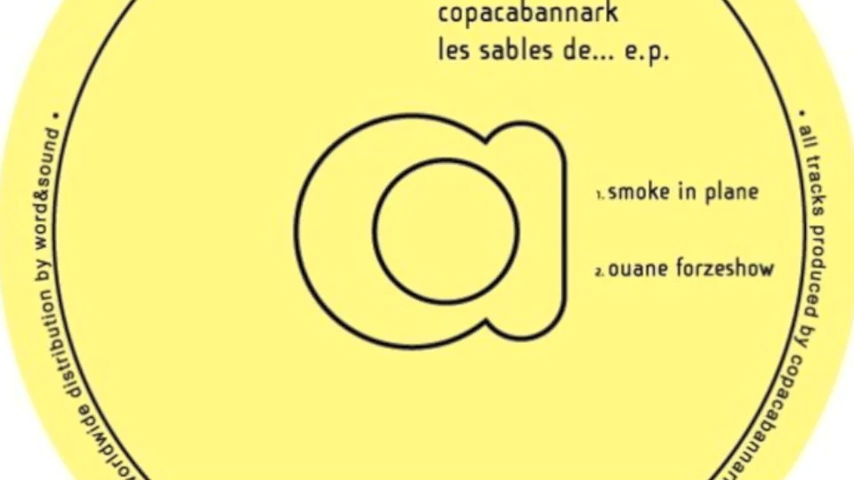 copacabannark
les sables de... e.p.
a
1. smoke in plane
2. ouane forzeshow
worldwide distribution by word&sound •
• all tracks produced by copacabannark